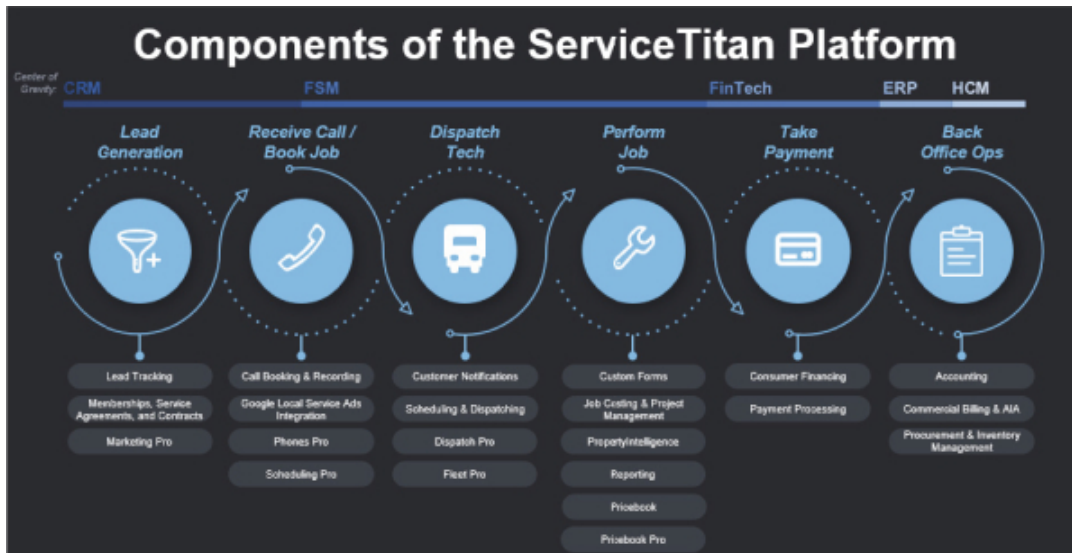 Components of the ServiceTitan Platform
Center of
Gravity:
CRM
FSM
FinTech
ERP
HCM
Lead
Generation
Receive Call /
Book Job
Dispatch
Tech
Perform
Job
Take
Payment
Back
Office Ops
Lead Tracking
Memberships, Service
Agreements, and Contracts
Marketing Pro
Call Booking & Recording
Google Local Service Ads
Integration
Phones Pro
Scheduling Pro
Customer Notifications
Scheduling & Dispatching
Dispatch Pro
Fleet Pro
Custom Forms
Job Costing & Project
Management
PropertyIntelligence
Reporting
Pricebook
Pricebook Pro
Consumer Financing
Payment Processing
Accounting
Commercial Billing & AIA
Procurement & Inventory
Management